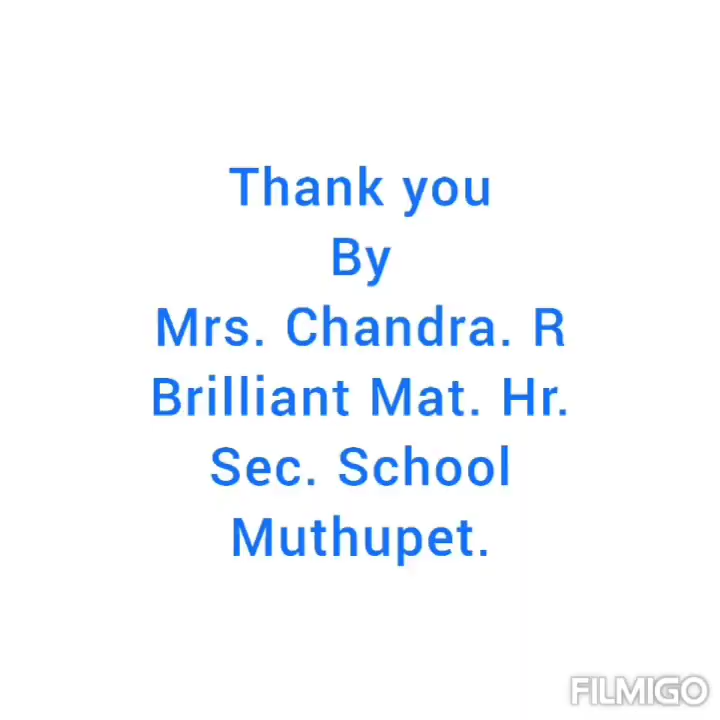 Thank you
By
Mrs. Chandra. R
Brilliant Mat. Hr.
Sec. School
Muthupet.
FILMIGO